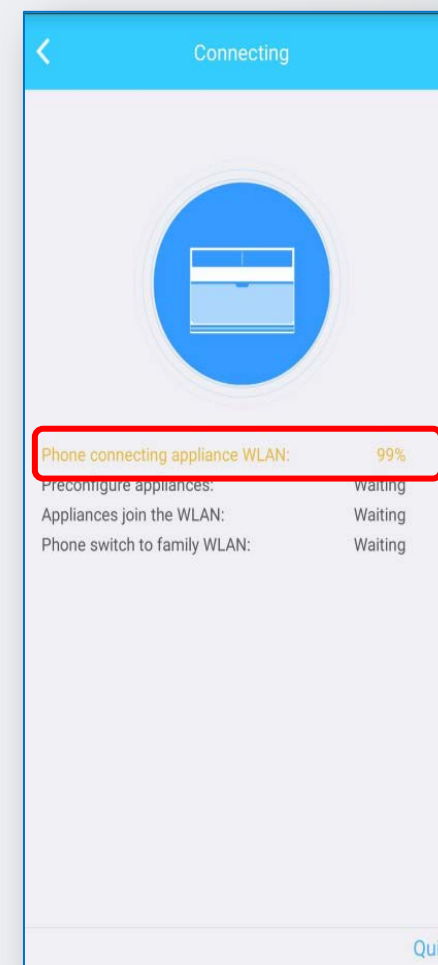 Connecting
Phone connecting appliance WLAN: 99%
Preconfigure appliances: Waiting
Appliances join the WLAN: Waiting
Phone switch to family WLAN: Waiting